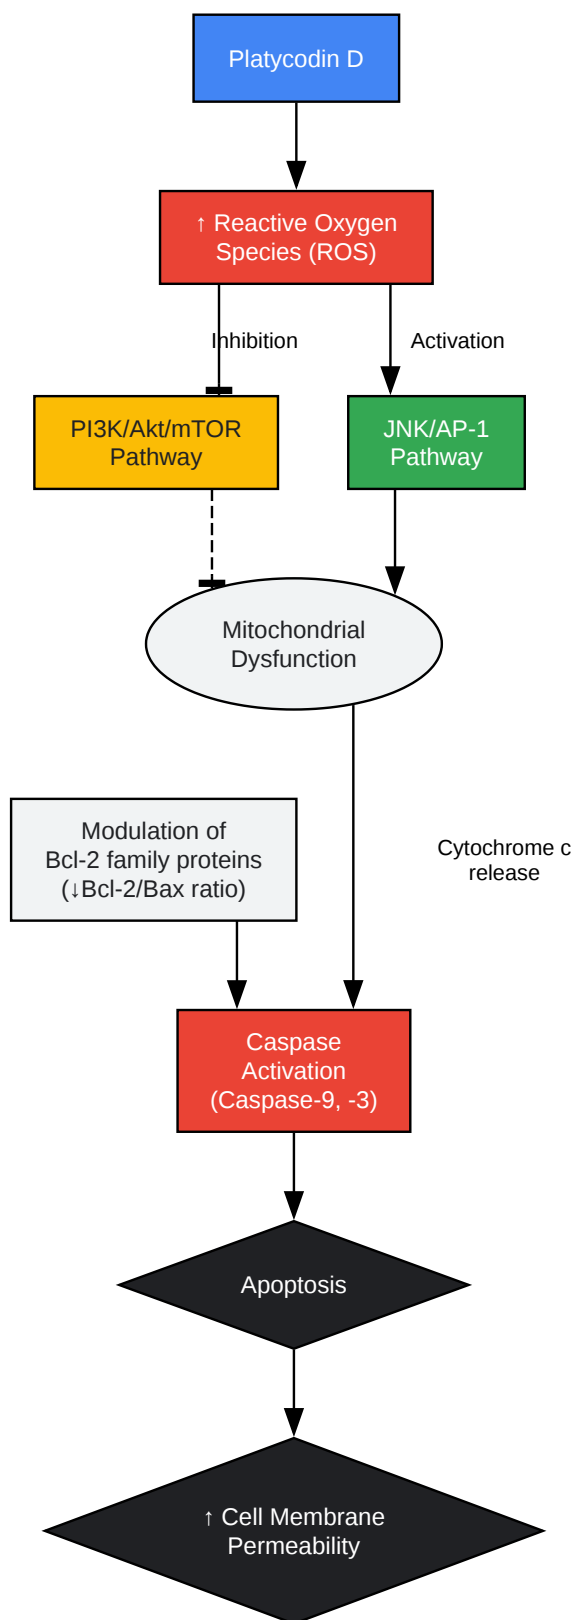 Platycodin D
↑ Reactive Oxygen
Species (ROS)
Inhibition
Activation
PI3K/Akt/mTOR
Pathway
JNK/AP-1
Pathway
Mitochondrial
Dysfunction
Modulation of
Bcl-2 family proteins
(↓Bcl-2/Bax ratio)
Cytochrome c
release
Caspase
Activation
(Caspase-9, -3)
Apoptosis
↑ Cell Membrane
Permeability